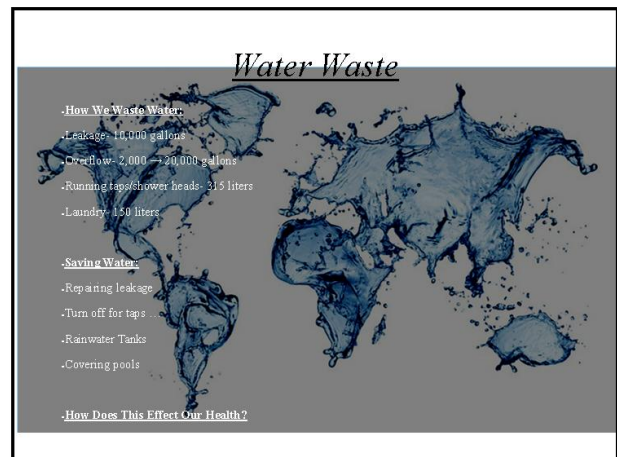 Water Waste
How We Waste Water:
Leakage- 10,000 gallons
Overflow- 2,000 → 20,000 gallons
Running taps/shower heads- 315 liters
Laundry- 150 liters
Saving Water:
Repairing leakage
Turn off for taps ...
Rainwater Tanks
Covering pools
How Does This Effect Our Health?